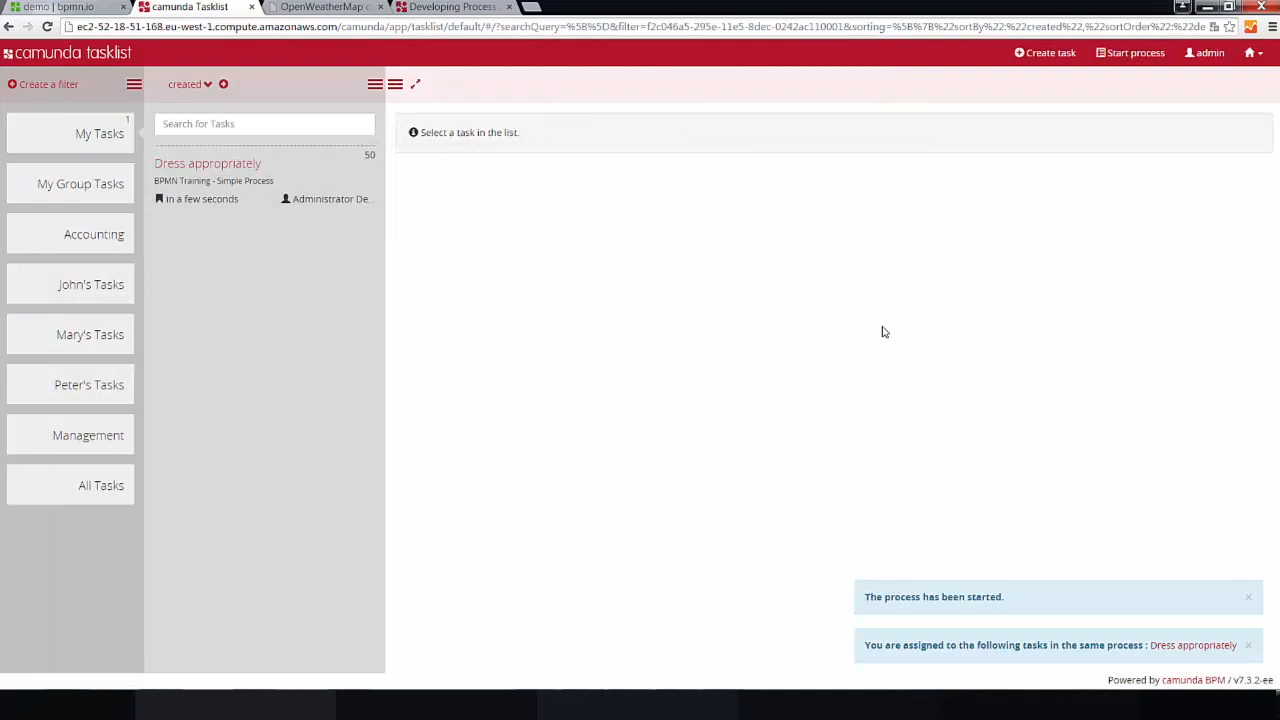 demo | bpmn.io
camunda Tasklist
OpenWeatherMap c
Developing Process
ec2-52-18-51-168.eu-west-1.compute.amazonaws.com/camunda/app/tasklist/default/#/?searchQuery=%5B%5D&filter=f2c046a5-295e-11e5-8dec-0242ac110001&sorting=%5B%7B%22sortBy%22:%22created%22,%22sortOrder%22:%22de
camunda tasklist
Create task
Start process
admin
Create a filter
created
My Tasks
1
My Group Tasks
Accounting
John's Tasks
Mary's Tasks
Peter's Tasks
Management
All Tasks
Search for Tasks
50
Dress appropriately
BPMN Training - Simple Process
in a few seconds
Administrator De...
Select a task in the list.
The process has been started.
You are assigned to the following tasks in the same process : Dress appropriately
Powered by camunda BPM / v7.3.2-ee